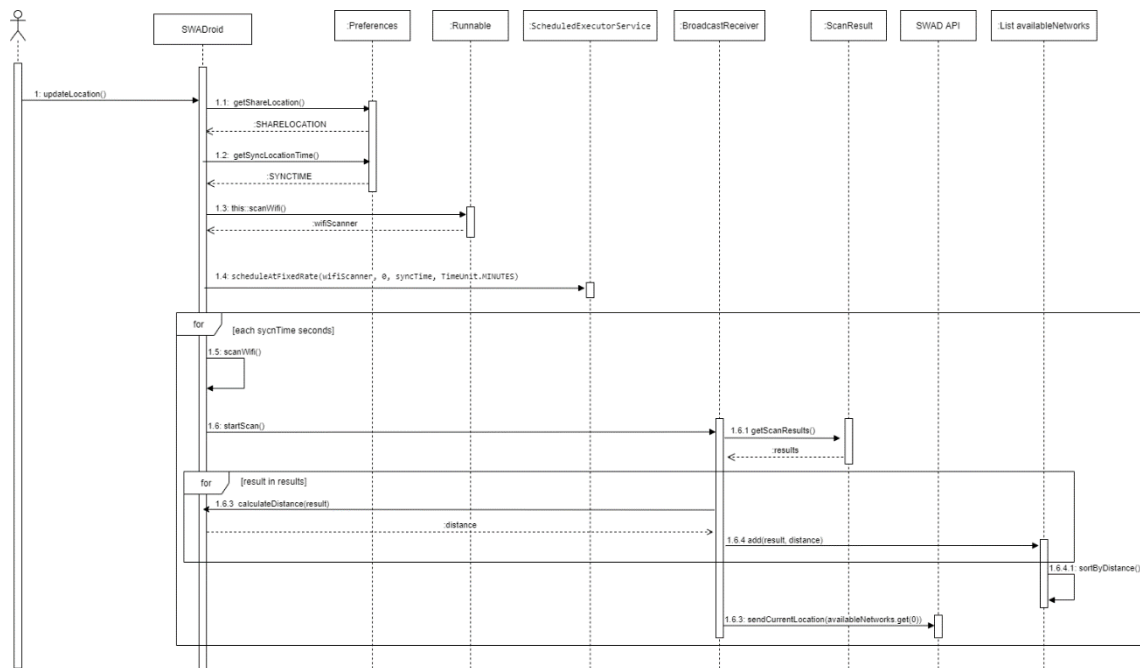 SWADroid
:Preferences
:Runnable
:ScheduledExecutorService
:BroadcastReceiver
:ScanResult
SWAD API
:List availableNetworks
1: updateLocation()
1.1: getShareLocation()
:SHARELOCATION
1.2: getSyncLocationTime()
:SYNCTIME
1.3: this::scanWifi()
:wifiScanner
1.4: scheduleAtFixedRate(wifiScanner, 0, syncTime, TimeUnit.MINUTES)
for
[each sycnTime seconds]
1.5: scanWifi()
1.6: startScan()
1.6.1 getScanResults()
:results
for
[result in results]
1.6.3 calculateDistance(result)
:distance
1.6.4 add(result, distance)
1.6.4.1: sortByDistance()
1.6.3: sendCurrentLocation(availableNetworks.get(0))